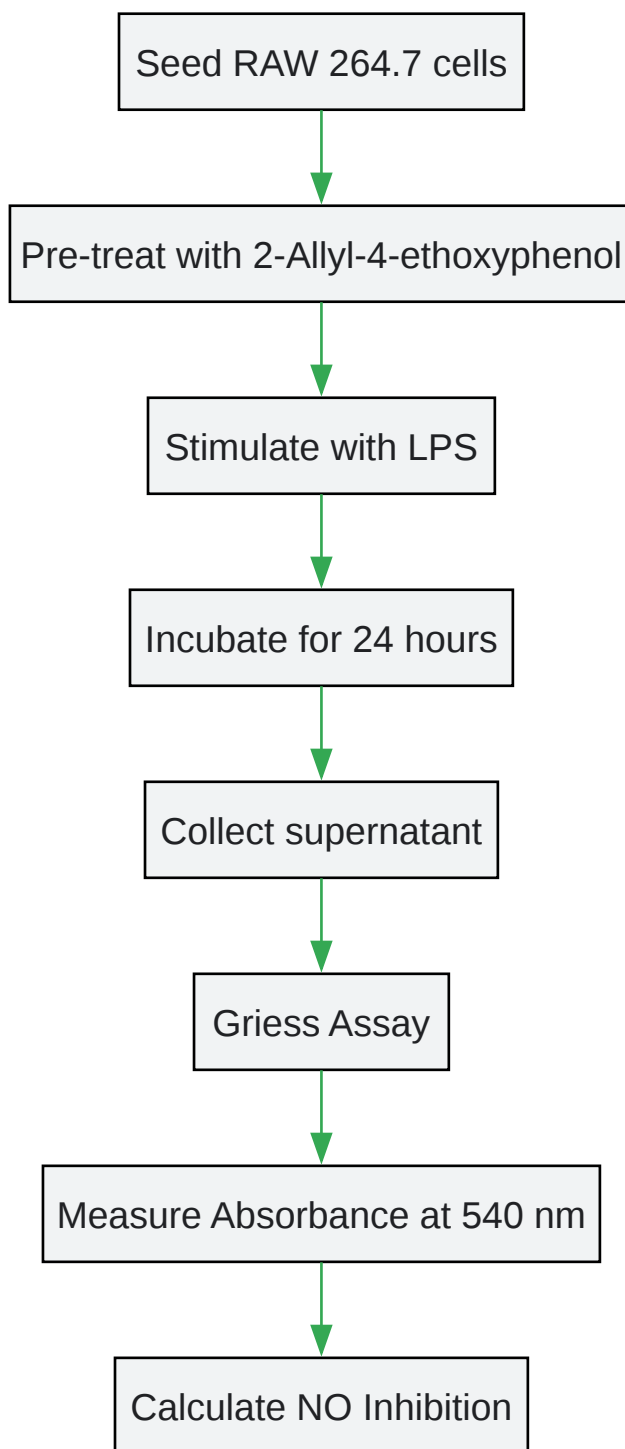 Seed RAW 264.7 cells
Pre-treat with 2-Allyl-4-ethoxyphenol
Stimulate with LPS
Incubate for 24 hours
Collect supernatant
Griess Assay
Measure Absorbance at 540 nm
Calculate NO Inhibition